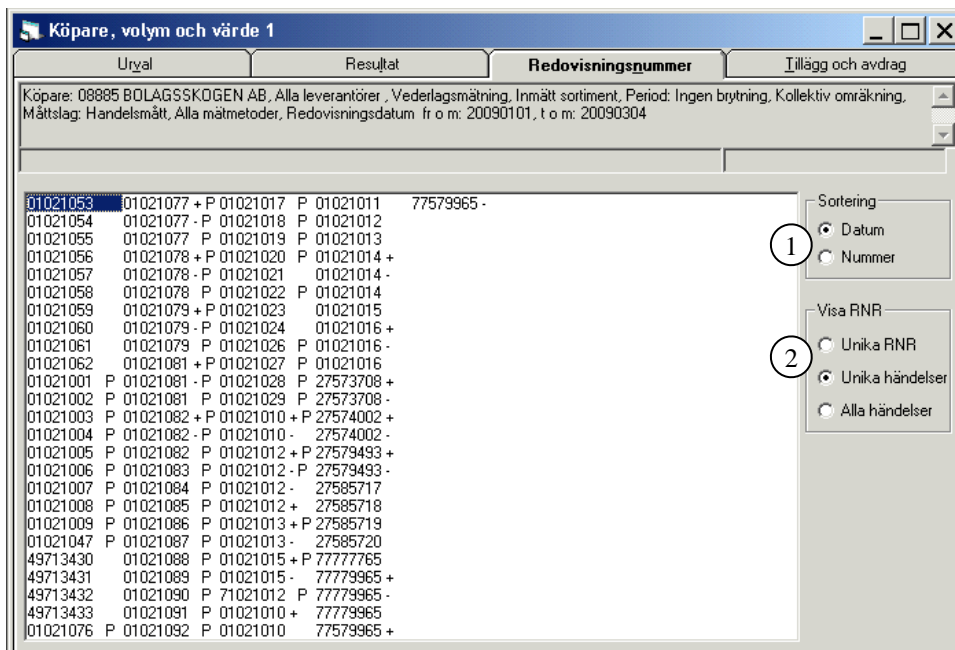 Köpare, volym och värde 1
Urval Resultat Redovisningsnummer Tillägg och avdrag
Köpare: 08885 BOLAGSSKOGEN AB, Alla leverantörer , Vederlagsmätning, Inmätt sortiment, Period: Ingen brytning, Kollektiv omräkning,
Måttslag: Handelsmått, Alla mätmetoder, Redovisningsdatum fr o m: 20090101, t o m: 20090304
01021053 01021077 + P 01021017 P 01021011 77579965 -
01021054 01021077 - P 01021018 P 01021012
01021055 01021077 P 01021019 P 01021013
01021056 01021078 + P 01021020 P 01021014 +
01021057 01021078 - P 01021021 01021014 -
01021058 01021078 P 01021022 P 01021014
01021059 01021079 + P 01021023 01021015
01021060 01021079 - P 01021024 01021016 +
01021061 01021079 P 01021026 P 01021016 -
01021062 01021081 + P 01021027 P 01021016
01021001 P 01021081 - P 01021028 P 27573708 +
01021002 P 01021081 P 01021029 P 27573708 -
01021003 P 01021082 + P 01021010 + P 27574002 +
01021004 P 01021082 - P 01021010 - 27574002 -
01021005 P 01021082 P 01021012 + P 27579493 +
01021006 P 01021083 P 01021012 - P 27579493 -
01021007 P 01021084 P 01021012 - 27585717
01021008 P 01021085 P 01021012 + 27585718
01021009 P 01021086 P 01021013 + P 27585719
01021047 P 01021087 P 01021013 - 27585720
49713430 01021088 P 01021015 + P 77777765
49713431 01021089 P 01021015 - 77779965 +
49713432 01021090 P 71021012 P 77779965 -
49713433 01021091 P 01021010 + 77779965
01021076 P 01021092 P 01021010 77579965 +
Sortering
Datum
1
Nummer
Visa RNR
Unika RNR
2
Unika händelser
Alla händelser